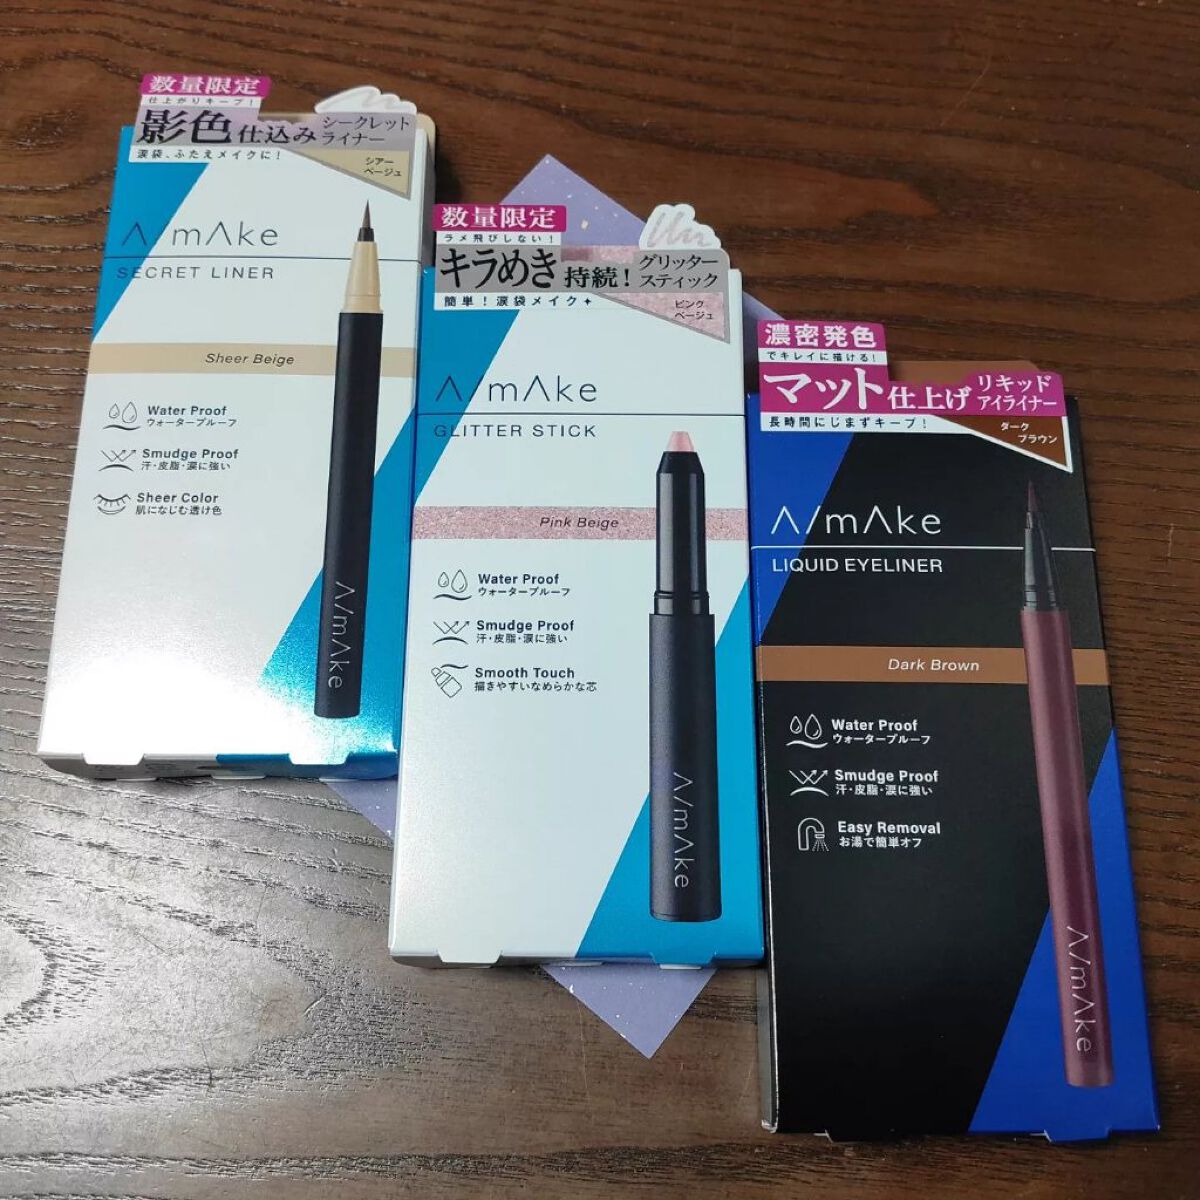 数量限定
仕上がりキープ!
影色仕込み
シークレット
ライナー
涙袋、ふたえメイクに!
シアー
ベージュ
A/mAke
SECRET LINER
Sheer Beige
Water Proof
ウォータープルーフ
Smudge Proof
汗・皮脂・涙に強い
Sheer Color
肌になじむ透け色
A/mAke
数量限定
ラメ飛びしない!
キラめき持続!
グリッター
スティック
簡単!涙袋メイク✦
ピンク
ベージュ
A/mAke
GLITTER STICK
Pink Beige
Water Proof
ウォータープルーフ
Smudge Proof
汗・皮脂・涙に強い
Smooth Touch
描きやすいなめらかな芯
A/mAke
濃密発色
でキレイに描ける!
マット仕上げ
リキッド
アイライナー
長時間にじまずキープ!
ダーク
ブラウン
A/mAke
LIQUID EYELINER
Dark Brown
Water Proof
ウォータープルーフ
Smudge Proof
汗・皮脂・涙に強い
Easy Removal
お湯で簡単オフ
A/mAke